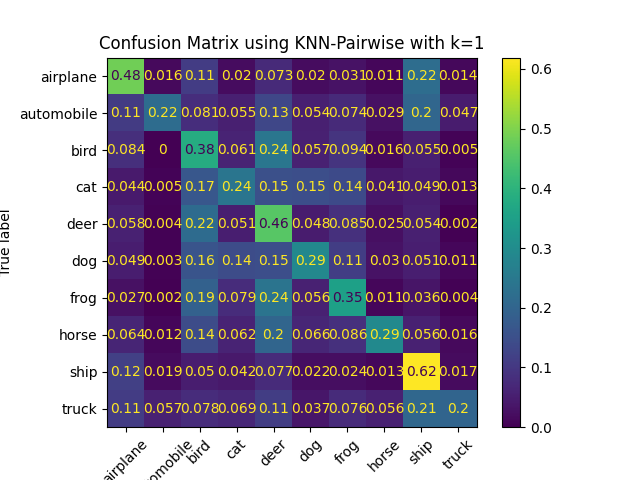 Confusion Matrix using KNN-Pairwise with k=1
True label
airplane 0.48 0.016 0.11 0.02 0.073 0.02 0.031 0.011 0.22 0.014
automobile 0.11 0.22 0.081 0.055 0.13 0.054 0.074 0.029 0.2 0.047
bird 0.084 0 0.38 0.061 0.24 0.057 0.094 0.016 0.055 0.005
cat 0.044 0.005 0.17 0.24 0.15 0.15 0.14 0.041 0.049 0.013
deer 0.058 0.004 0.22 0.051 0.46 0.048 0.085 0.025 0.054 0.002
dog 0.049 0.003 0.16 0.14 0.15 0.29 0.11 0.03 0.051 0.011
frog 0.027 0.002 0.19 0.079 0.24 0.056 0.35 0.011 0.036 0.004
horse 0.064 0.012 0.14 0.062 0.2 0.066 0.086 0.29 0.056 0.016
ship 0.12 0.019 0.05 0.042 0.077 0.022 0.024 0.013 0.62 0.017
truck 0.11 0.057 0.078 0.069 0.11 0.037 0.076 0.056 0.21 0.2
airplane omobile bird cat deer dog frog horse ship truck
0.6
0.5
0.4
0.3
0.2
0.1
0.0